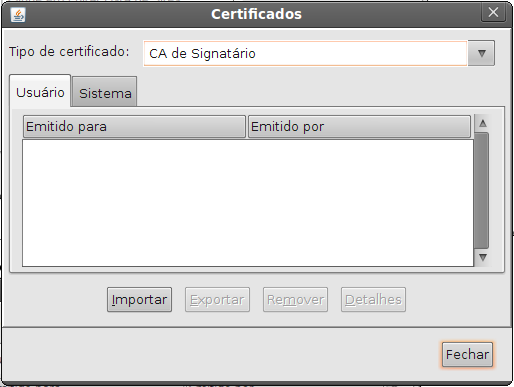 Certificados
Tipo de certificado: CA de Signatário
Usuário Sistema
Emitido para Emitido por
Importar Exportar Remover Detalhes
Fechar